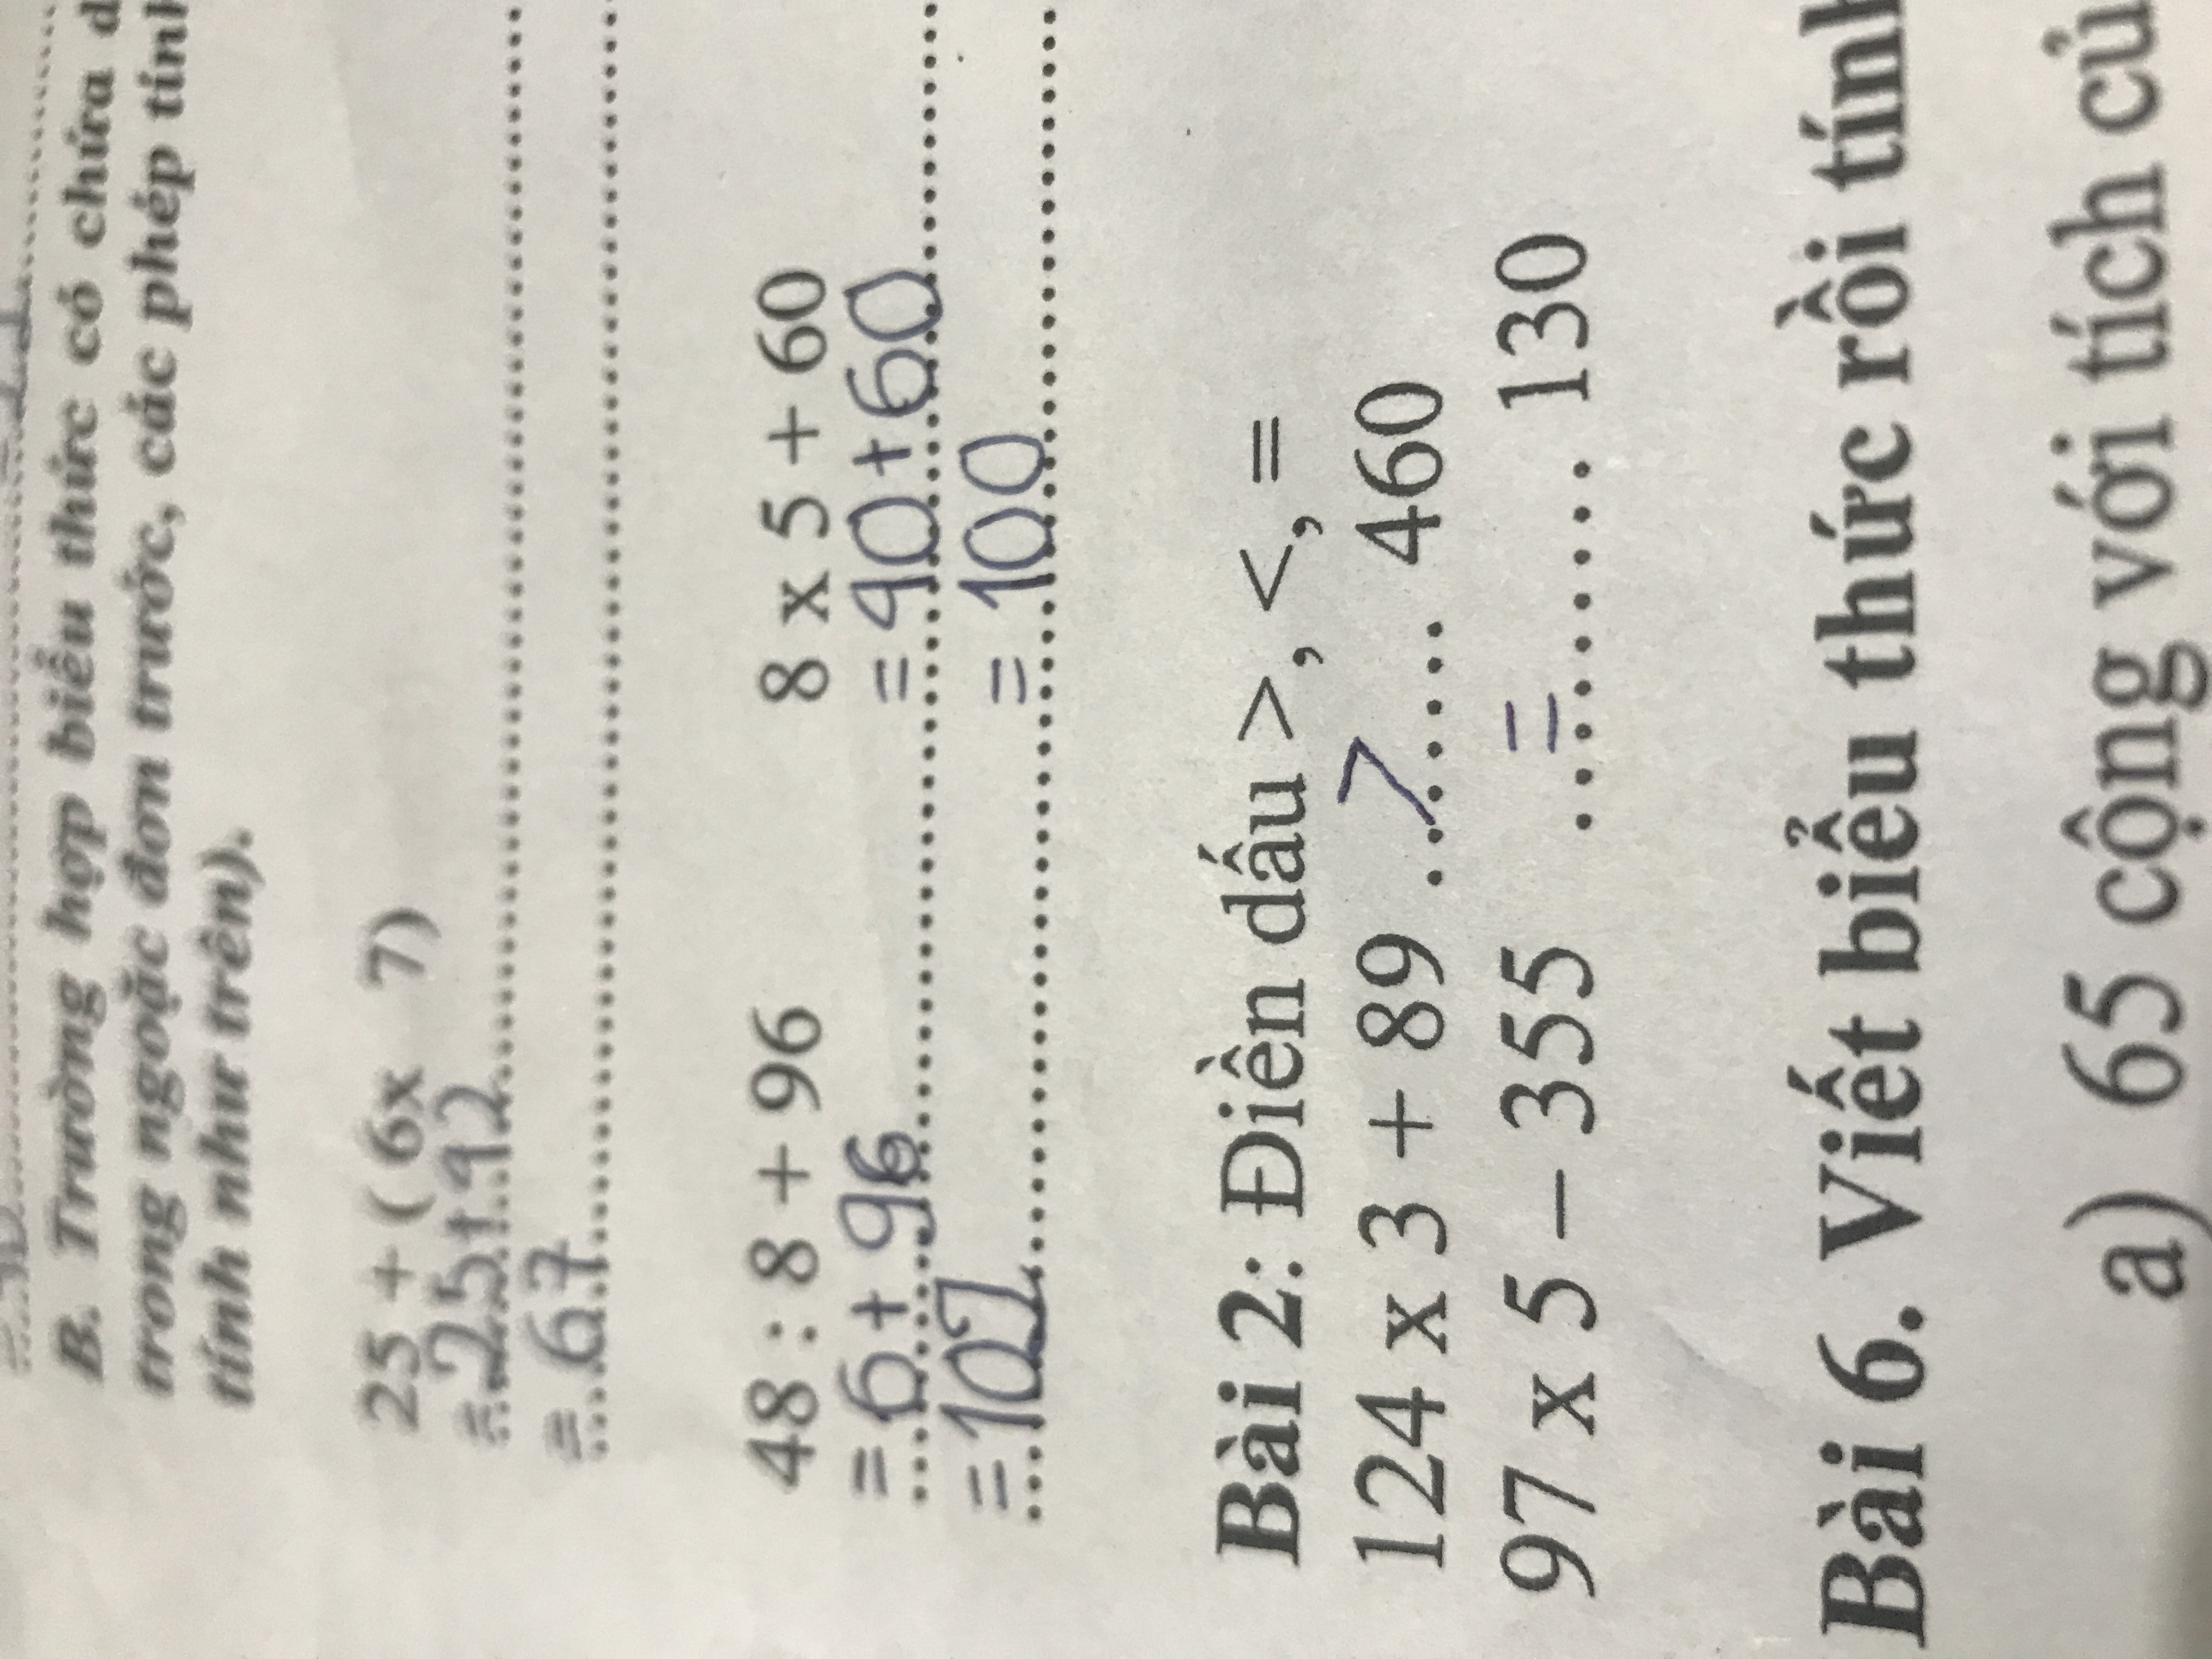 B. Trường hợp biểu thức có chứa d
trong ngoặc đơn trước, các phép tính
tính như trên).
25 + ( 6x 7)
= 25 + 42
= 67
48 : 8 + 96 8 x 5 + 60
= 6 + 96 = 40 + 60
= 102 = 100
Bài 2: Điền dấu >, <, =
124 x 3 + 89 ...>..... 460
97 x 5 – 355 ..=...... 130
Bài 6. Viết biểu thức rồi tính
a) 65 cộng với tích củ